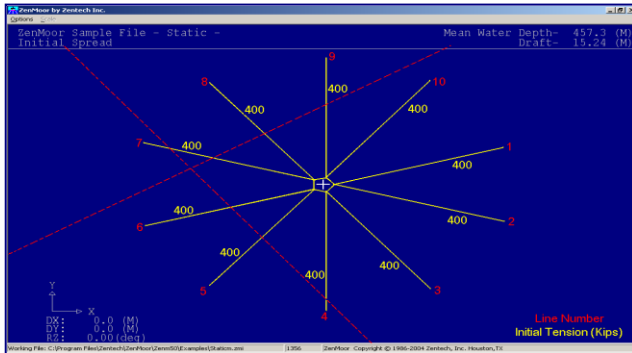 ZenMoor by Zentech Inc.
Options
ZenMoor Sample File - Static -
Initial Spread
Mean Water Depth- 457.3 (M)
Draft- 15.24 (M)
9
8
10
400
400
400
7
1
400
400
400
400
6
2
400
400
400
5
4
3
Y
X
DX: 0.0 (M)
DY: 0.0 (M)
RZ: 0.00(deg)
Line Number
Initial Tension (Kips)
Working File: C:\Program Files\Zentech\ZenMoor\Zenm50\Examples\Staticm.zmi
1356
ZenMoor Copyright © 1986-2004 Zentech, Inc. Houston,TX